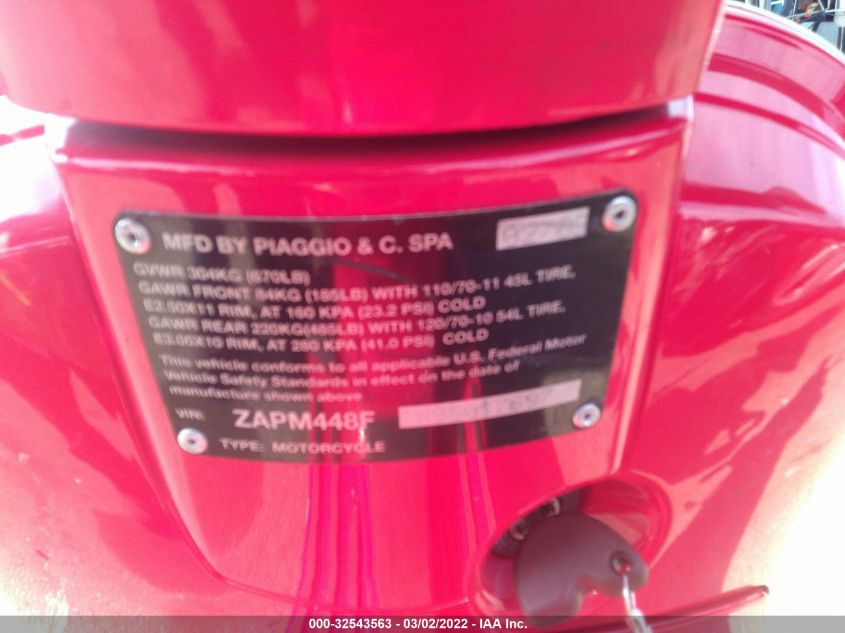 MFD BY PIAGGIO & C. SPA
GVWR 304KG (670LB)
GAWR FRONT 84KG (185LB) WITH 110/70-11 45L TIRE,
E2.50X11 RIM, AT 160 KPA (23.2 PSI) COLD
GAWR REAR 220KG(485LB) WITH 120/70-10 54L TIRE,
E3.00X10 RIM, AT 280 KPA (41.0 PSI) COLD
This vehicle conforms to all applicable U.S. Federal Motor
Vehicle Safety Standards in effect on the date of
manufacture shown above
VIN: ZAPM448F
TYPE: MOTORCYCLE
000-32543563 - 03/02/2022 - IAA Inc.